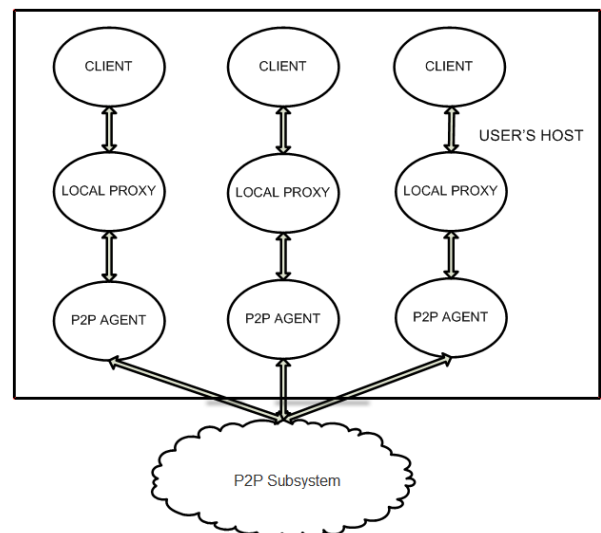 CLIENT
CLIENT
CLIENT
USER'S HOST
LOCAL PROXY
LOCAL PROXY
LOCAL PROXY
P2P AGENT
P2P AGENT
P2P AGENT
P2P Subsystem